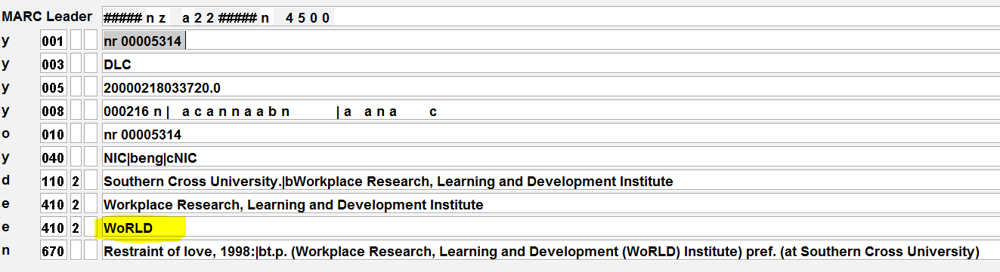 MARC Leader ##### n z   a 2 2 ##### n   4 5 0 0
y 001 nr 00005314
y 003 DLC
y 005 20000218033720.0
y 008 000216 n |   a c a n n a a b n          | a   a n a      c
o 010 nr 00005314
y 040 NIC|beng|cNIC
d 110 2 Southern Cross University.|bWorkplace Research, Learning and Development Institute
e 410 2 Workplace Research, Learning and Development Institute
e 410 2 WoRLD
n 670 Restraint of love, 1998:|bt.p. (Workplace Research, Learning and Development (WoRLD) Institute) pref. (at Southern Cross University)